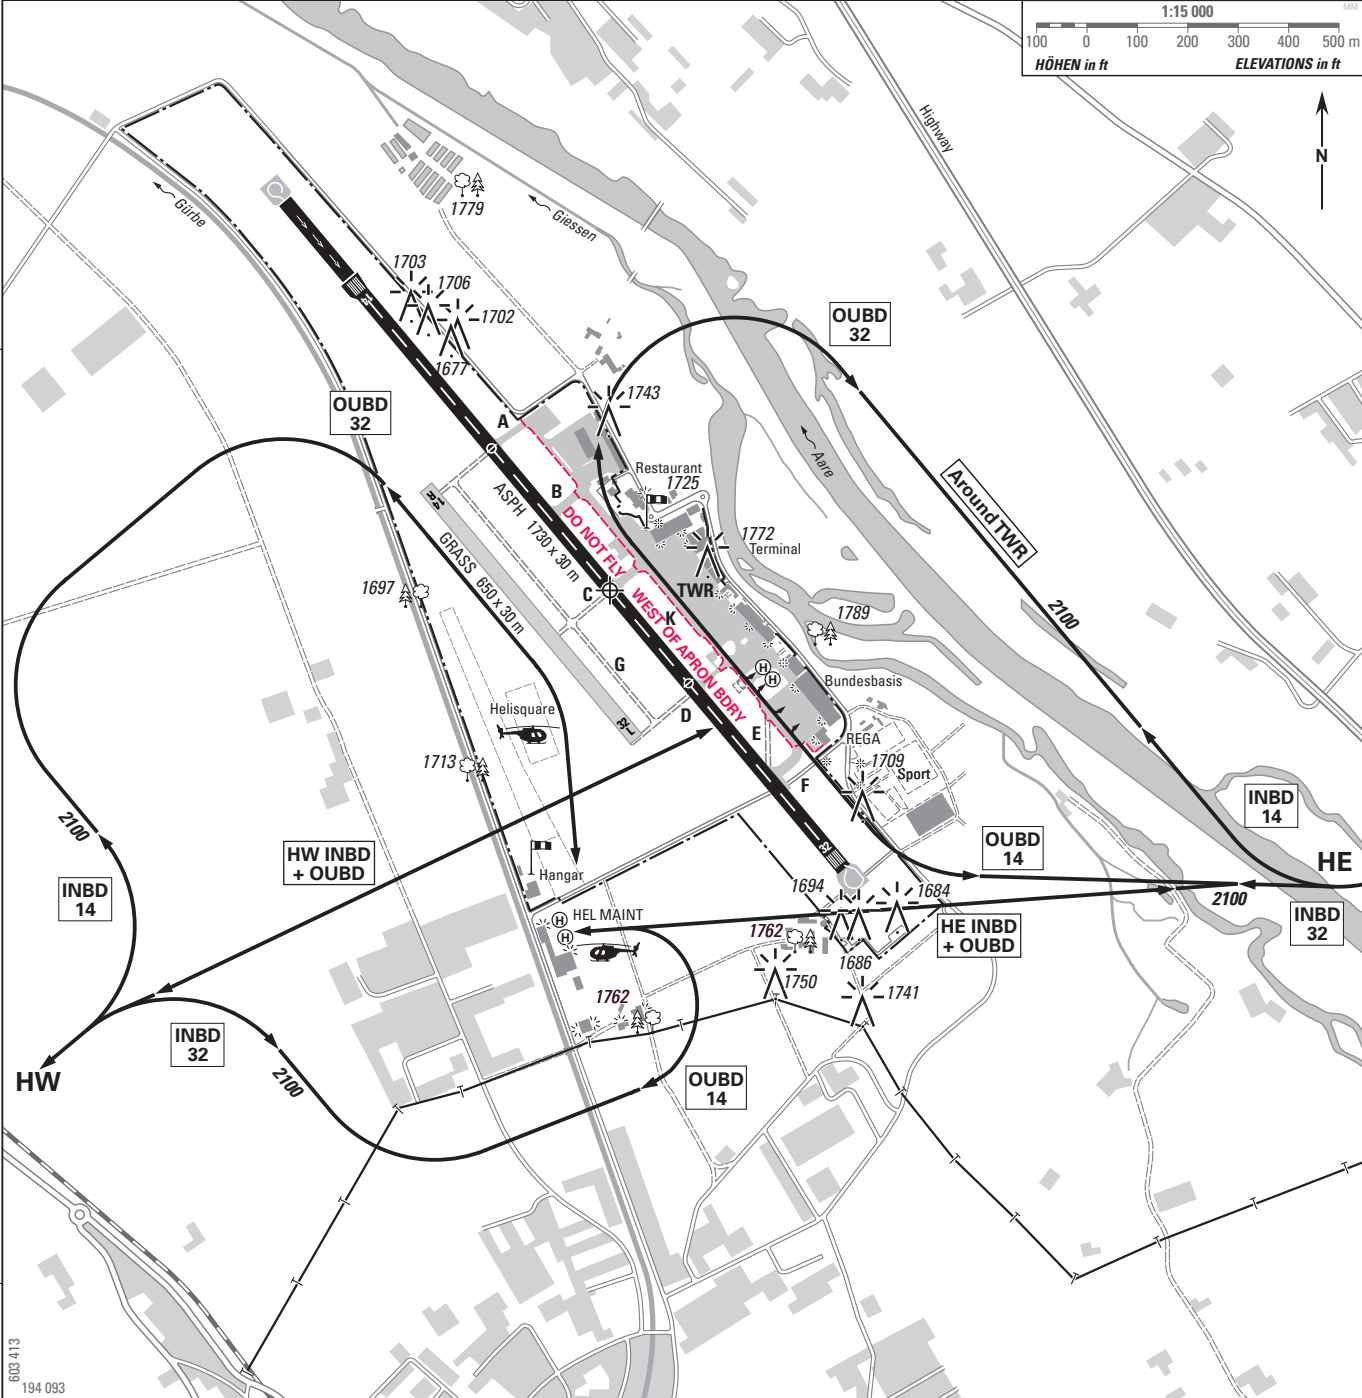 1:15 000
MM
100 0 100 200 300 400 500 m
HÖHEN in ft ELEVATIONS in ft
Highway
N
Gürbe
1779
Giessen
1703
1706
1702
1677
OUBD
32
1743
OUBD
32
A
Restaurant
1725
Aare
Around TWR
B
ASPH 1730 x 30 m
DO NOT FLY
1772
Terminal
GRASS 650 x 30 m
1697
C
TWR
WEST OF APRON BDRY
K
1789
2100
G
H
H
Bundesbasis
Helisquare
D
E
32L
REGA
1713
1709
Sport
F
2100
INBD
14
HW INBD
+ OUBD
32
OUBD
14
HE
INBD
14
Hangar
1694
1684
2100
H
HEL MAINT
H
1762
HE INBD
+ OUBD
INBD
32
1686
1750
1762
1741
INBD
32
2100
HW
OUBD
14
603 413
194 093